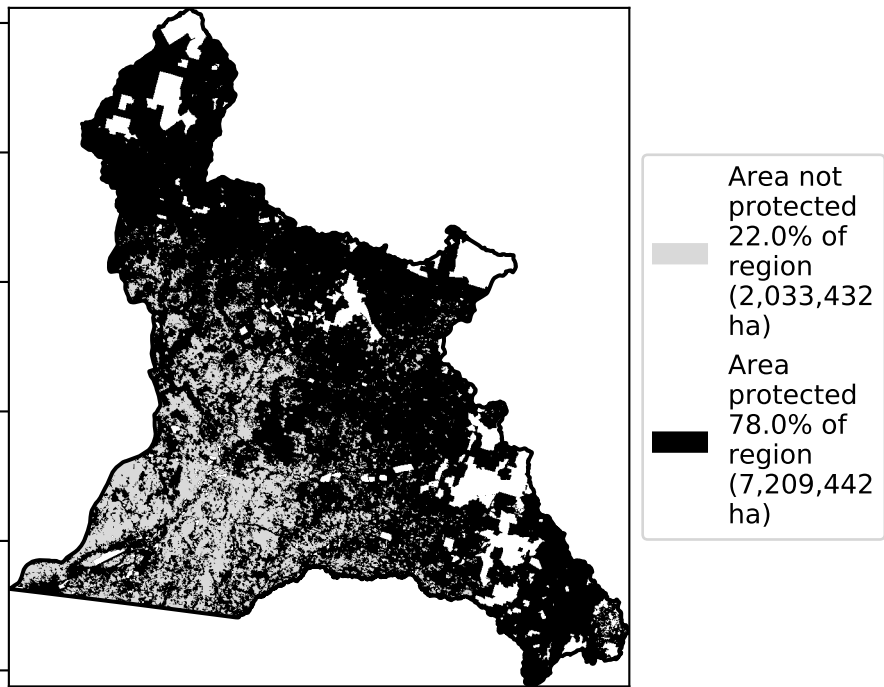 Area not
protected
22.0% of
region
(2,033,432
ha)
Area
protected
78.0% of
region
(7,209,442
ha)